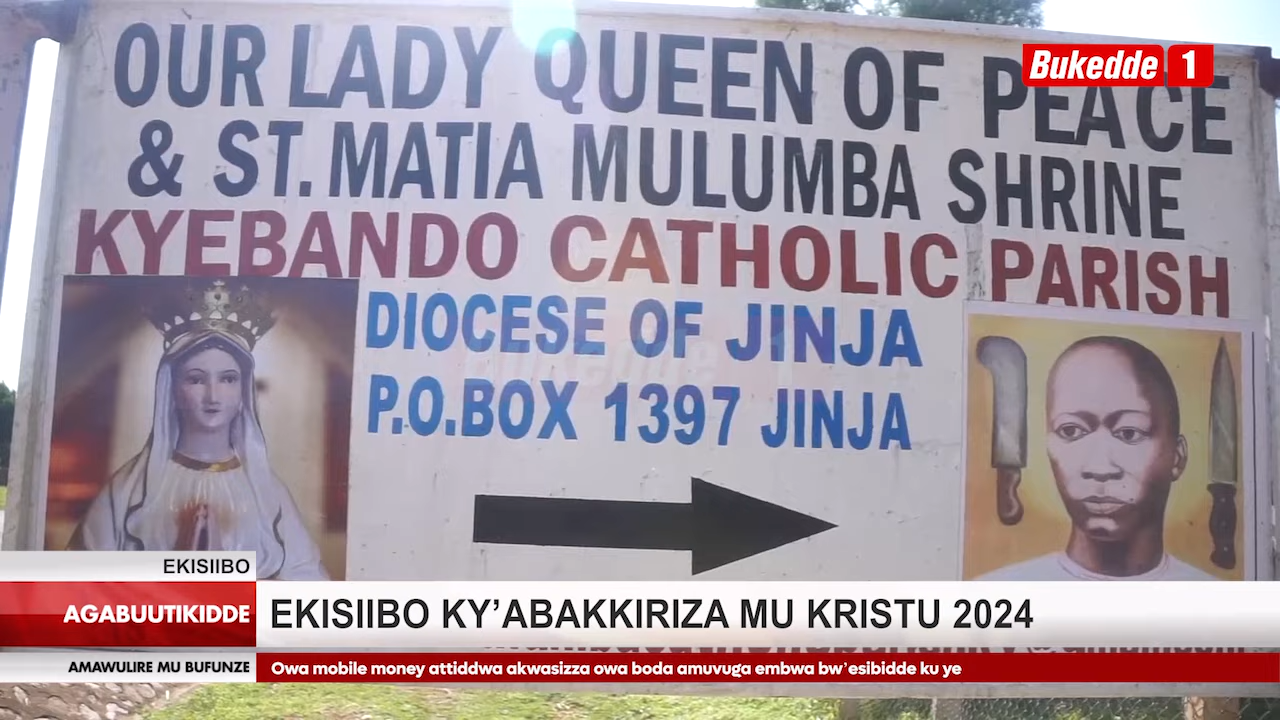 OUR LADY QUEEN OF PEACE
& ST. MATIA MULUMBA SHRINE
KYEBANDO CATHOLIC PARISH
DIOCESE OF JINJA
P.O.BOX 1397 JINJA
Bukedde 1
EKISIIBO
AGABUUTIKIDDE
EKISIIBO KY'ABAKKIRIZA MU KRISTU 2024
AMAWULIRE MU BUFUNZE
Owa mobile money attiddwa akwasizza owa boda amuvuga embwa bw'esibidde ku ye